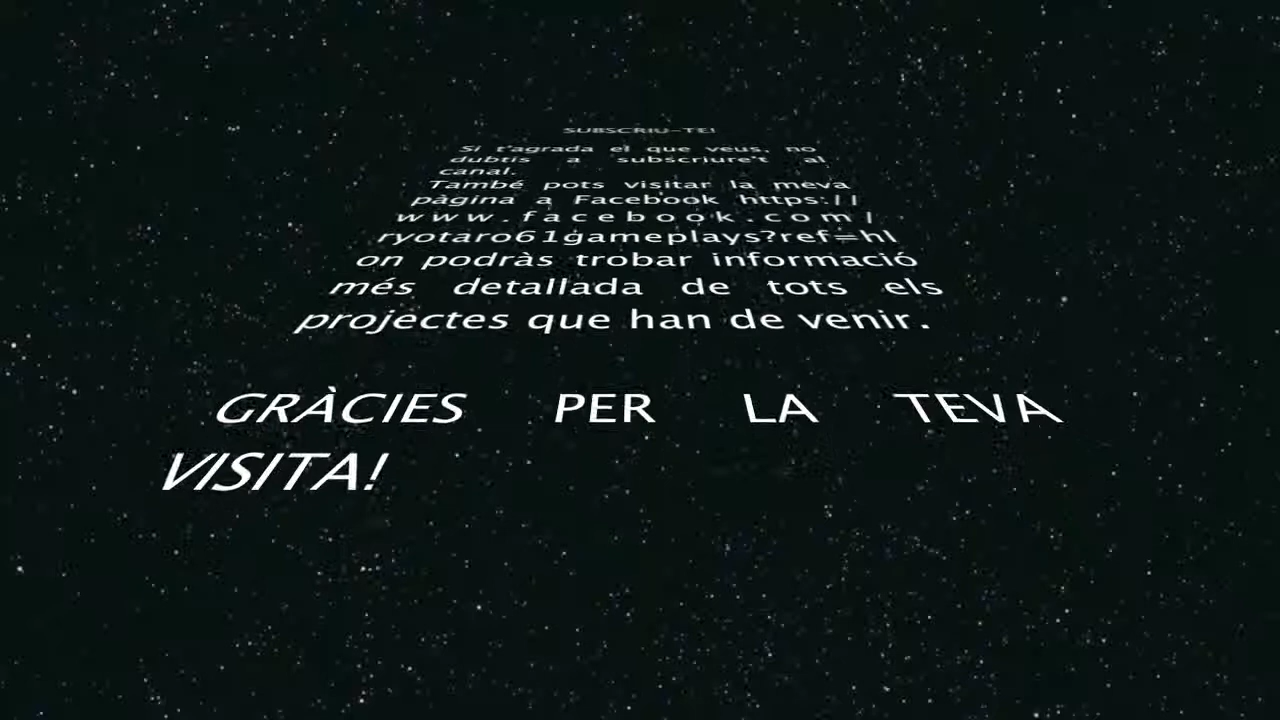 SUBSCRIU-TE!
Si t'agrada el que veus, no
dubtis a subscriure't al
canal.
També pots visitar la meva
pàgina a Facebook https://
www.facebook.com/
ryotaro61gameplays?ref=hl
on podràs trobar informació
més detallada de tots els
projectes que han de venir.
GRÀCIES PER LA TEVA
VISITA!